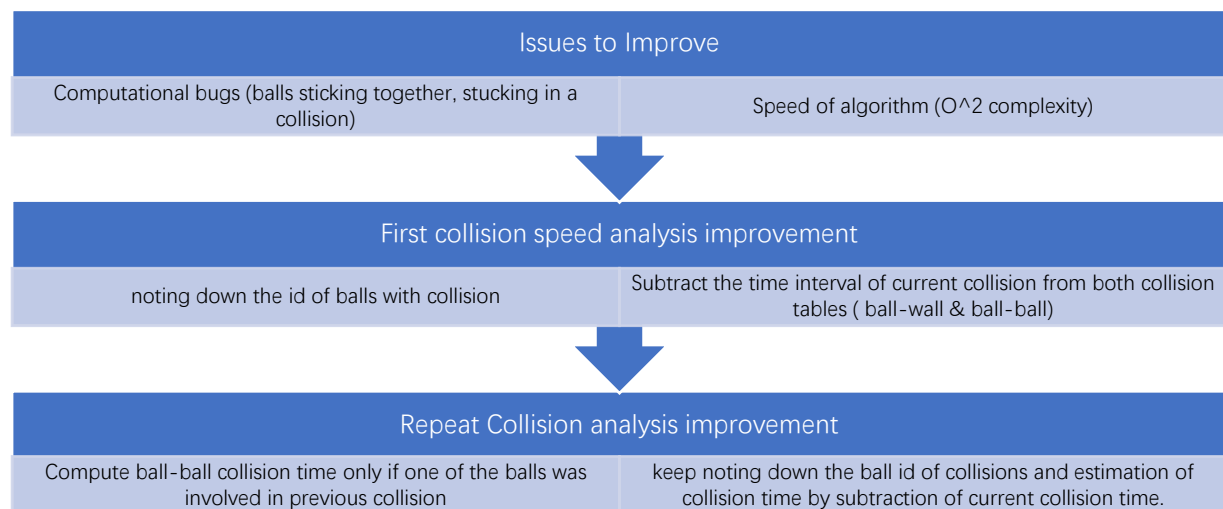 Issues to Improve
Computational bugs (balls sticking together, stucking in a
collision)
Speed of algorithm (O^2 complexity)
First collision speed analysis improvement
noting down the id of balls with collision
Subtract the time interval of current collision from both collision
tables ( ball-wall & ball-ball)
Repeat Collision analysis improvement
Compute ball-ball collision time only if one of the balls was
involved in previous collision
keep noting down the ball id of collisions and estimation of
collision time by subtraction of current collision time.